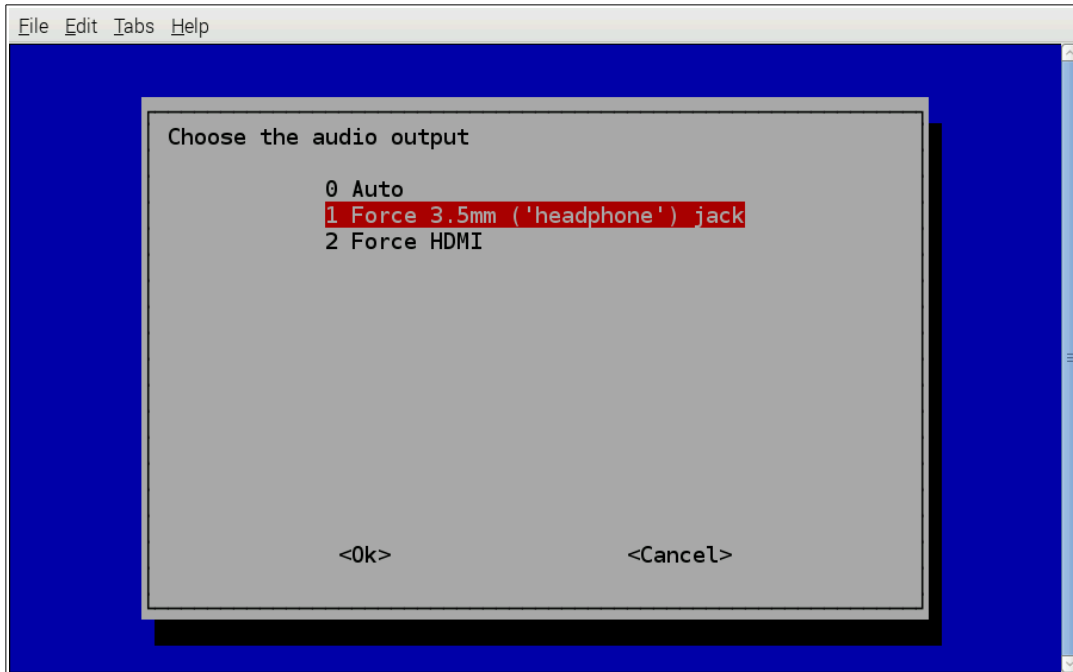 File Edit Tabs Help
Choose the audio output
0 Auto
1 Force 3.5mm ('headphone') jack
2 Force HDMI
<Ok> <Cancel>